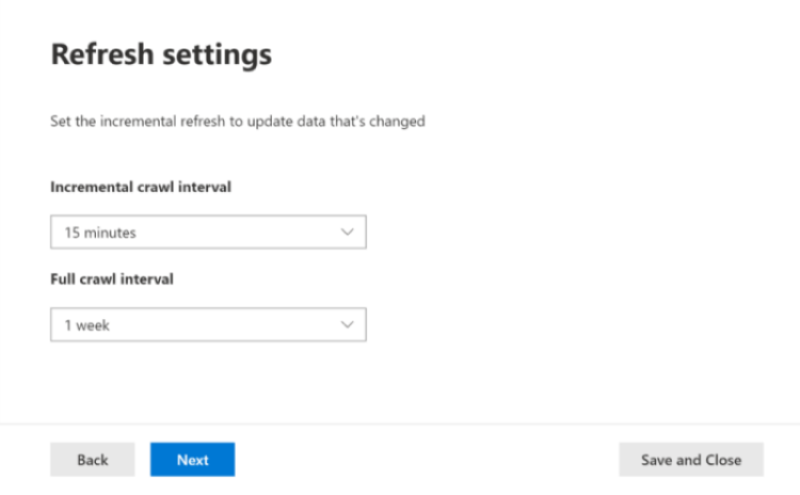 Refresh settings
Set the incremental refresh to update data that's changed
Incremental crawl interval
15 minutes
Full crawl interval
1 week
Back
Next
Save and Close